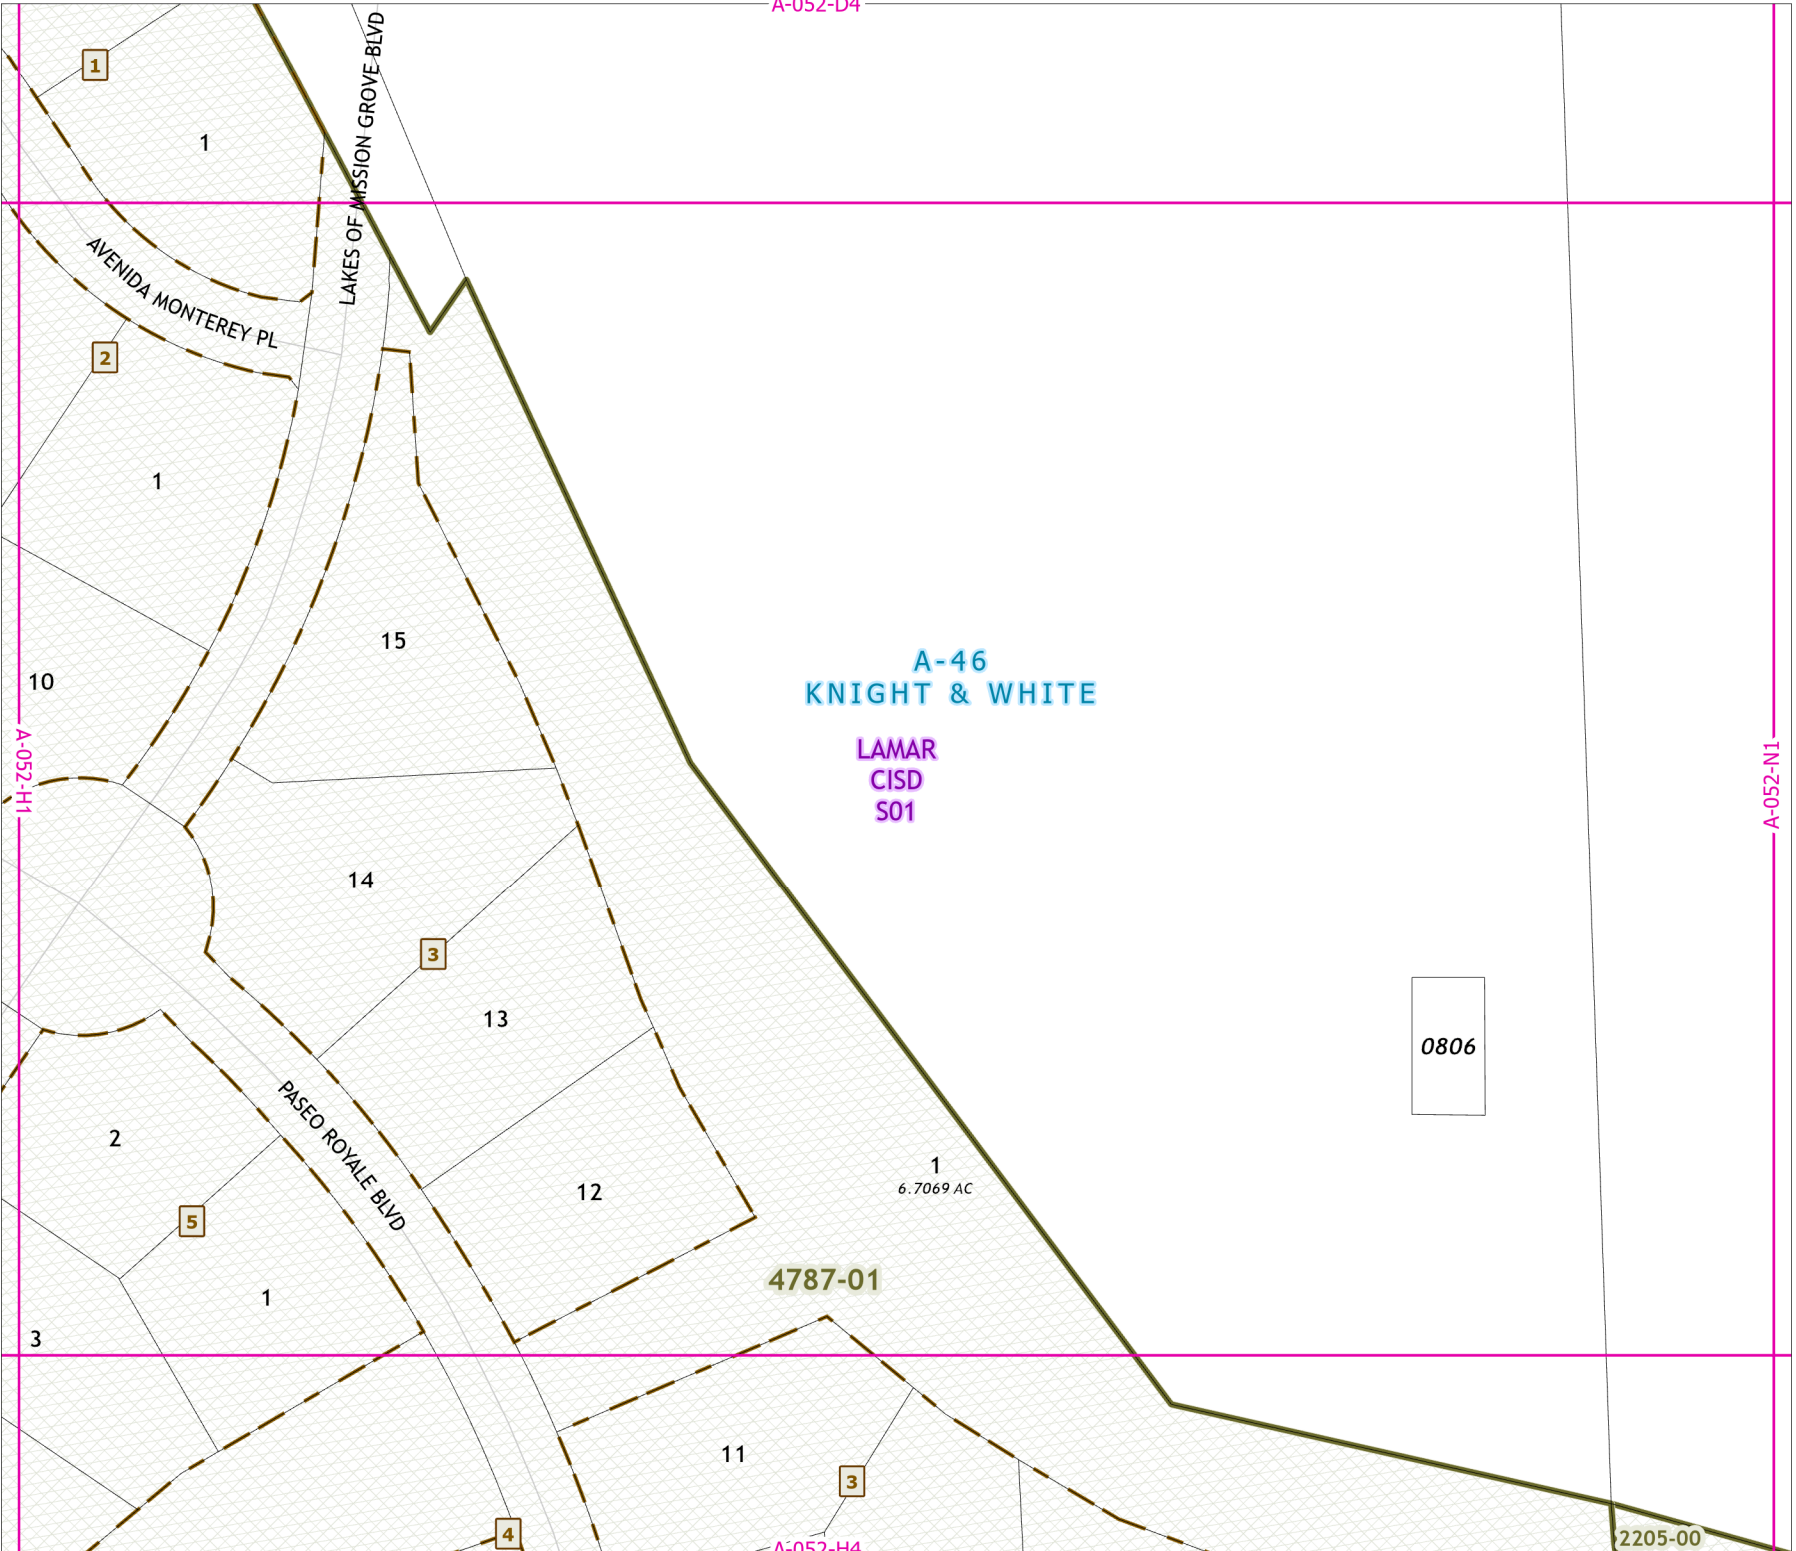 A-052-D4
LAKES OF MISSION GROVE BLVD
1
1
AVENIDA MONTEREY PL
2
1
15
10
A-46
KNIGHT & WHITE
LAMAR
CISD
S01
A-052-H1
A-052-N1
14
3
13
0806
PASEO ROYALE BLVD
2
12
1
6.7069 AC
5
1
4787-01
3
11
3
4
A-052-H4
2205-00